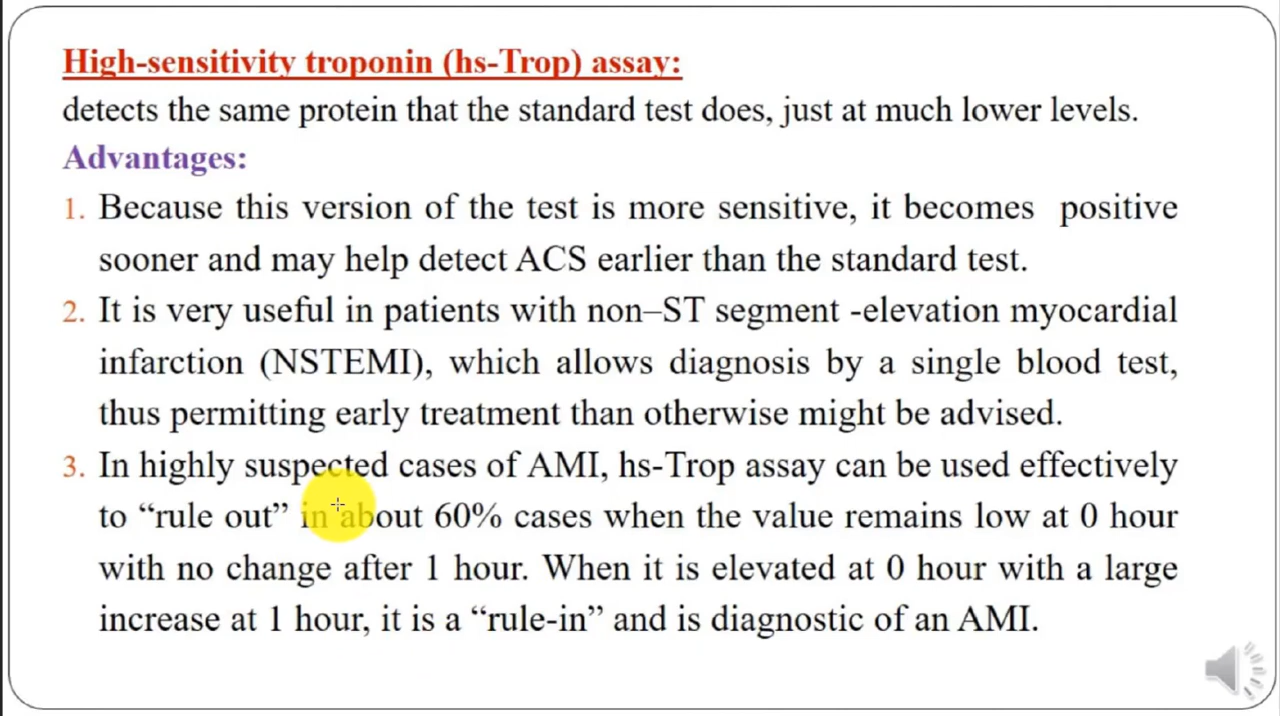 High-sensitivity troponin (hs-Trop) assay:
detects the same protein that the standard test does, just at much lower levels.
Advantages:
1. Because this version of the test is more sensitive, it becomes positive
sooner and may help detect ACS earlier than the standard test.
2. It is very useful in patients with non–ST segment -elevation myocardial
infarction (NSTEMI), which allows diagnosis by a single blood test,
thus permitting early treatment than otherwise might be advised.
3. In highly suspected cases of AMI, hs-Trop assay can be used effectively
to “rule out” in about 60% cases when the value remains low at 0 hour
with no change after 1 hour. When it is elevated at 0 hour with a large
increase at 1 hour, it is a “rule-in” and is diagnostic of an AMI.